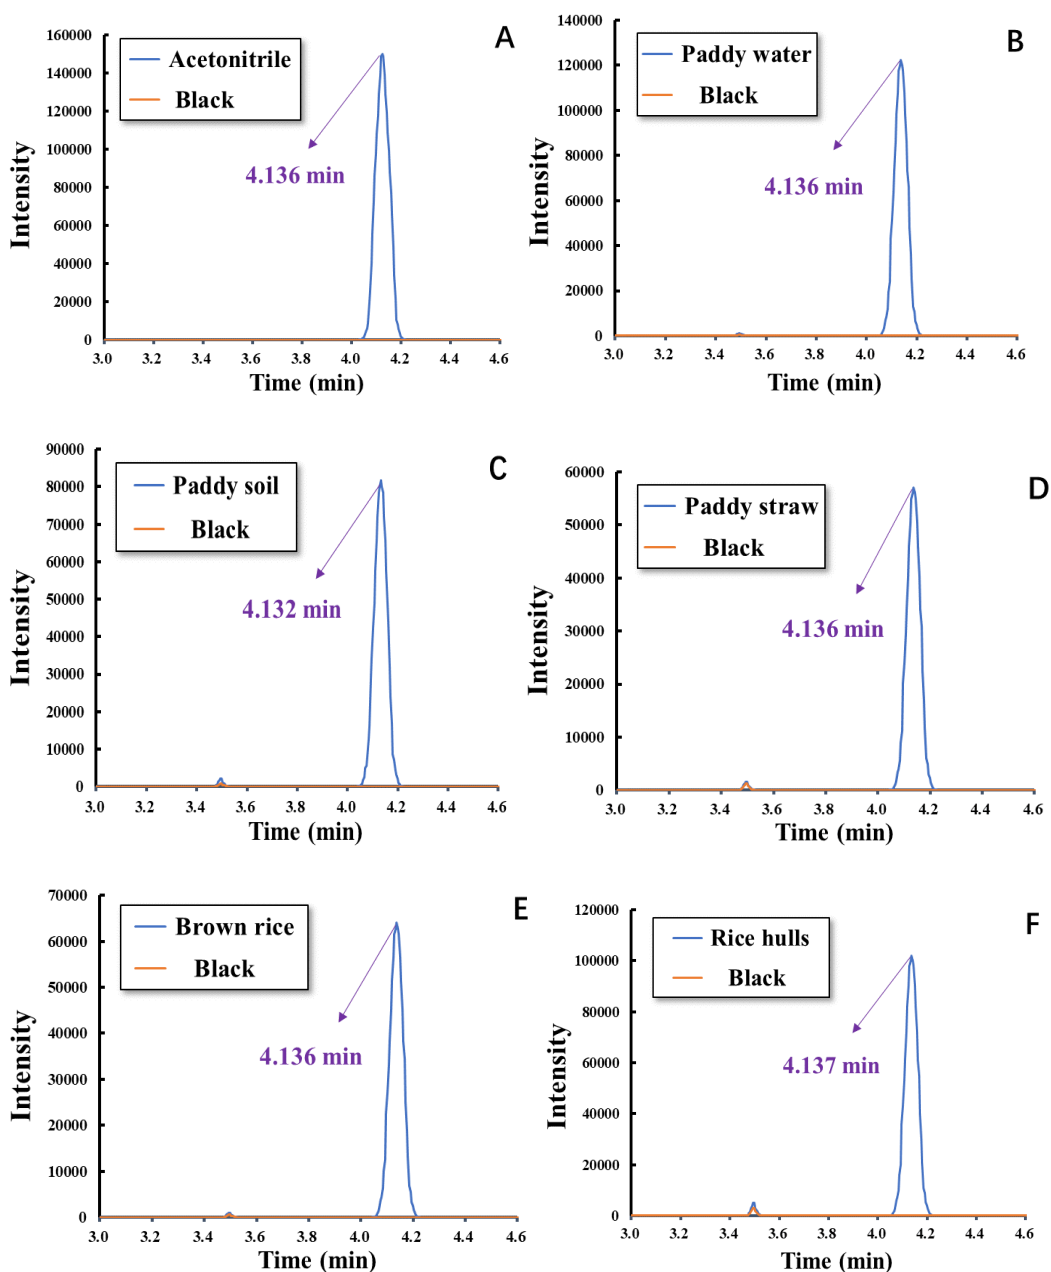 A
Acetonitrile
Black
4.136 min
Intensity
160000
140000
120000
100000
80000
60000
40000
20000
0
3.0 3.2 3.4 3.6 3.8 4.0 4.2 4.4 4.6
Time (min)
B
Paddy water
Black
4.136 min
Intensity
140000
120000
100000
80000
60000
40000
20000
0
3.0 3.2 3.4 3.6 3.8 4.0 4.2 4.4 4.6
Time (min)
C
Paddy soil
Black
4.132 min
Intensity
90000
80000
70000
60000
50000
40000
30000
20000
10000
0
3.0 3.2 3.4 3.6 3.8 4.0 4.2 4.4 4.6
Time (min)
D
Paddy straw
Black
4.136 min
Intensity
60000
50000
40000
30000
20000
10000
0
3.0 3.2 3.4 3.6 3.8 4.0 4.2 4.4 4.6
Time (min)
E
Brown rice
Black
4.136 min
Intensity
70000
60000
50000
40000
30000
20000
10000
0
3.0 3.2 3.4 3.6 3.8 4.0 4.2 4.4 4.6
Time (min)
F
Rice hulls
Black
4.137 min
Intensity
120000
100000
80000
60000
40000
20000
0
3.0 3.2 3.4 3.6 3.8 4.0 4.2 4.4 4.6
Time (min)